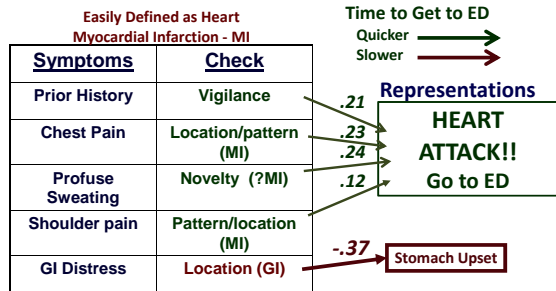 Easily Defined as Heart
Myocardial Infarction - MI
Time to Get to ED
Quicker
Slower
Symptoms
Check
Prior History
Vigilance
Chest Pain
Location/pattern
(MI)
Profuse
Sweating
Novelty (?MI)
Shoulder pain
Pattern/location
(MI)
GI Distress
Location (GI)
.21
.23
.24
.12
-.37
Representations
HEART
ATTACK!!
Go to ED
Stomach Upset